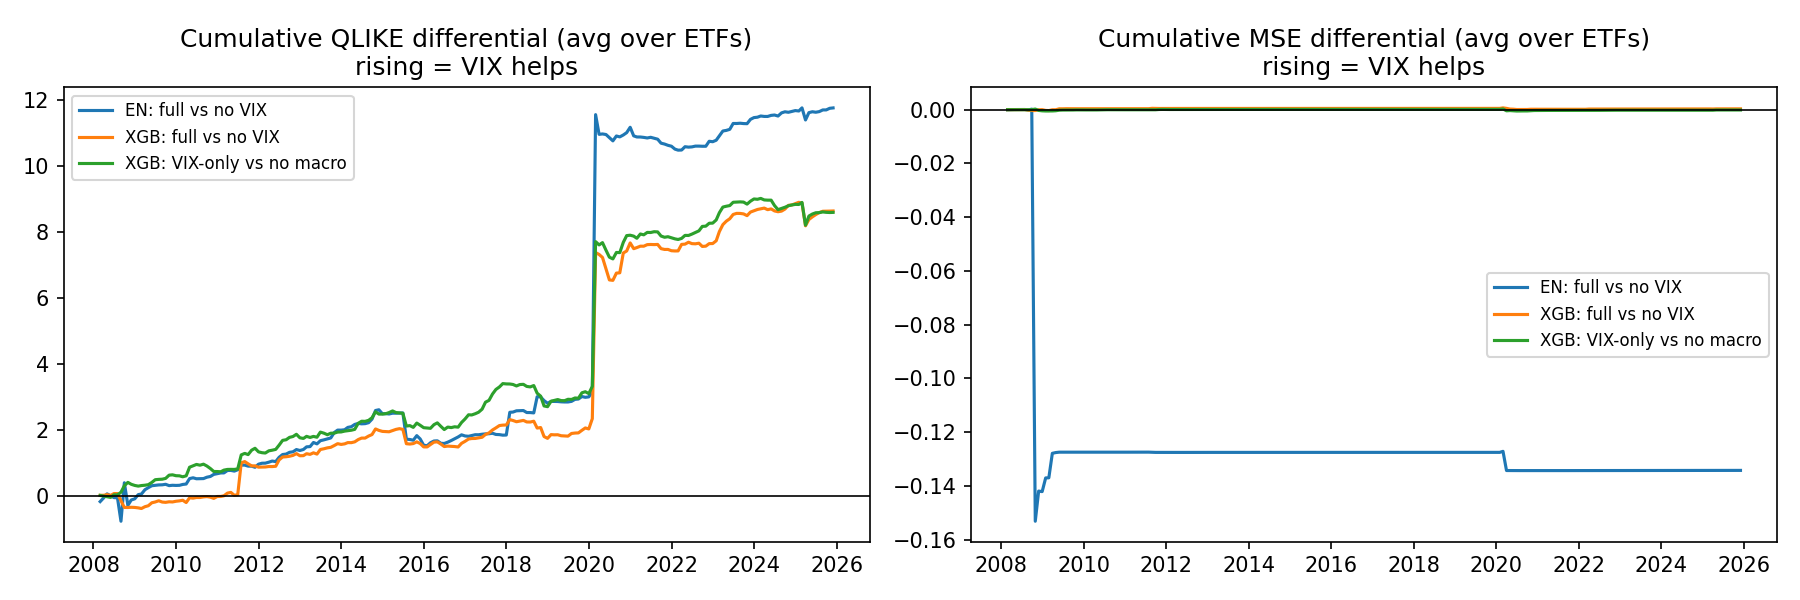 Cumulative QLIKE differential (avg over ETFs)
rising = VIX helps
12
10
8
6
4
2
0
EN: full vs no VIX
XGB: full vs no VIX
XGB: VIX-only vs no macro
2008 2010 2012 2014 2016 2018 2020 2022 2024 2026
Cumulative MSE differential (avg over ETFs)
rising = VIX helps
0.00
−0.02
−0.04
−0.06
−0.08
−0.10
−0.12
−0.14
−0.16
EN: full vs no VIX
XGB: full vs no VIX
XGB: VIX-only vs no macro
2008 2010 2012 2014 2016 2018 2020 2022 2024 2026